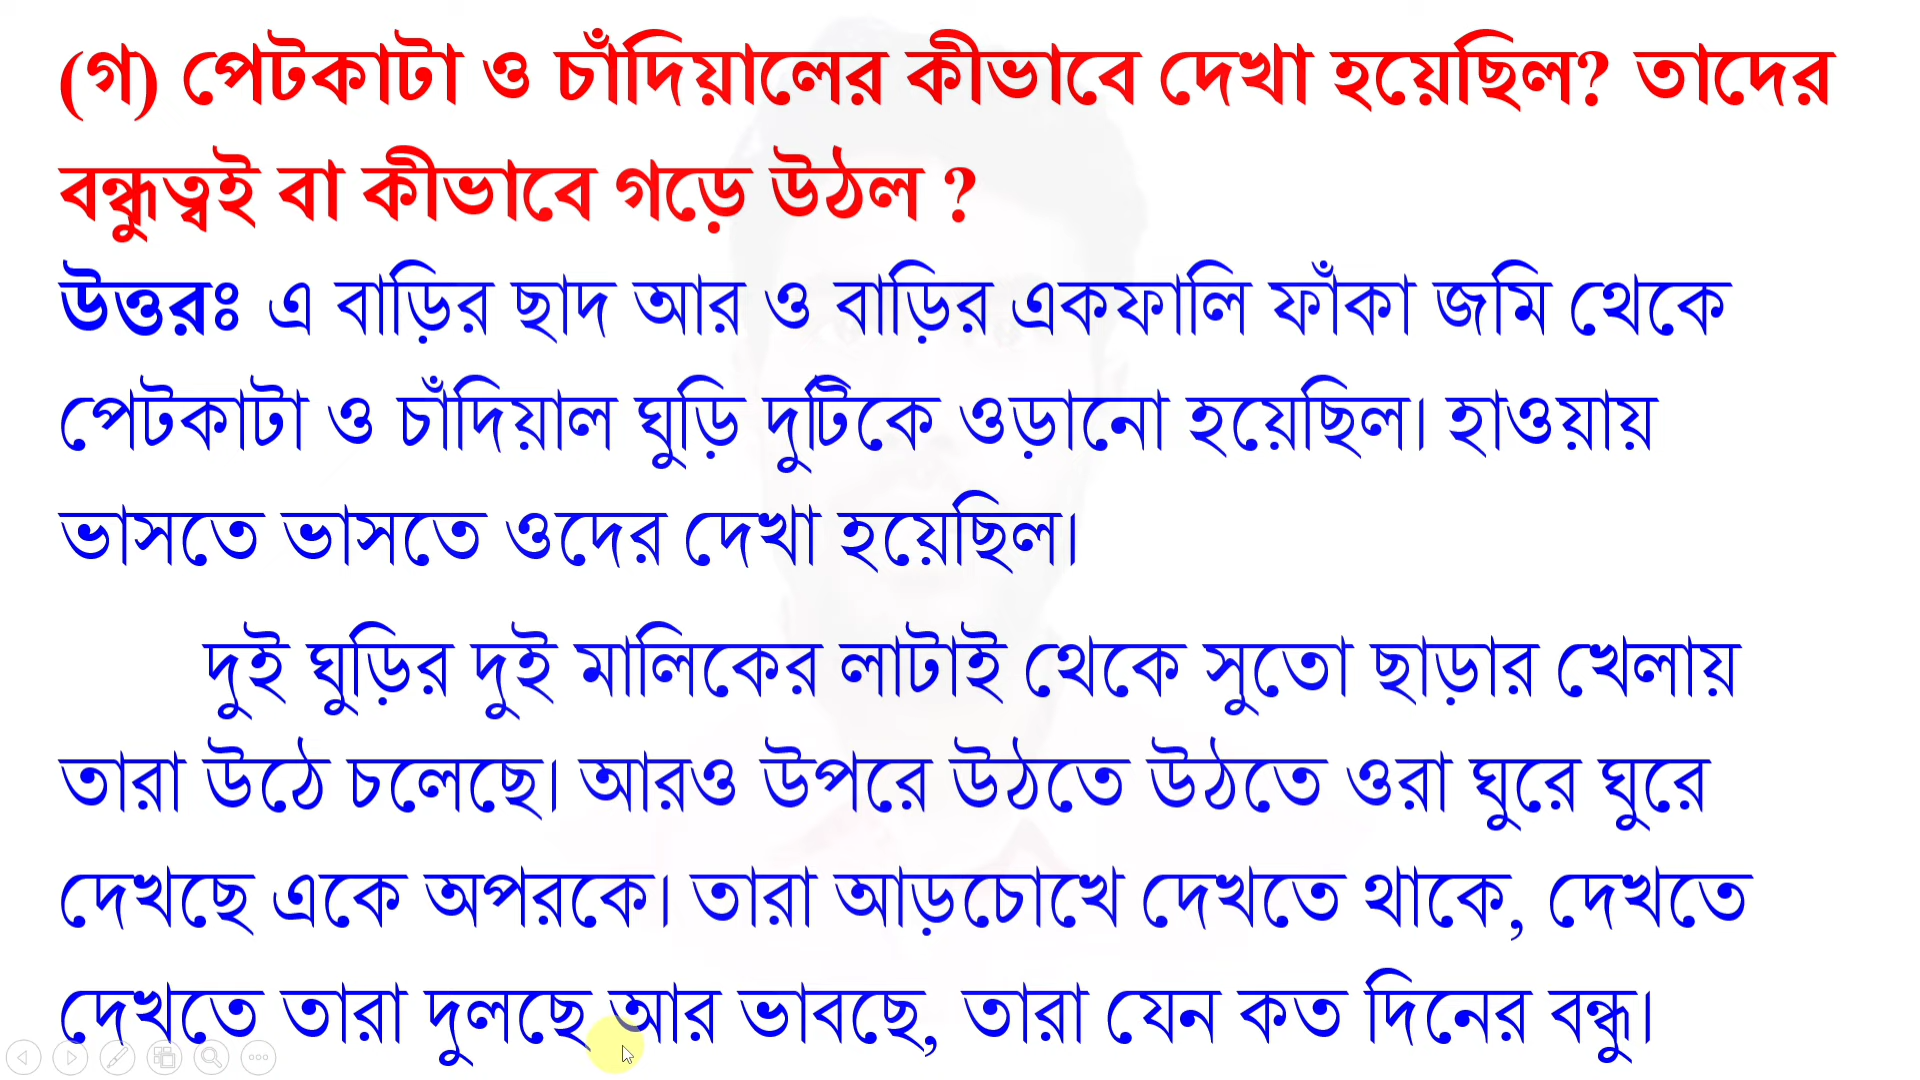 (গ) পেটকাটা ও চাঁদিয়ালের কীভাবে দেখা হয়েছিল? তাদের
বন্ধুত্বই বা কীভাবে গড়ে উঠল ?
উত্তরঃ এ বাড়ির ছাদ আর ও বাড়ির একফালি ফাঁকা জমি থেকে
পেটকাটা ও চাঁদিয়াল ঘুড়ি দুটিকে ওড়ানো হয়েছিল। হাওয়ায়
ভাসতে ভাসতে ওদের দেখা হয়েছিল।
দুই ঘুড়ির দুই মালিকের লাটাই থেকে সুতো ছাড়ার খেলায়
তারা উঠে চলেছে। আরও উপরে উঠতে উঠতে ওরা ঘুরে ঘুরে
দেখছে একে অপরকে। তারা আড়চোখে দেখতে থাকে, দেখতে
দেখতে তারা দুলছে আর ভাবছে, তারা যেন কত দিনের বন্ধু।